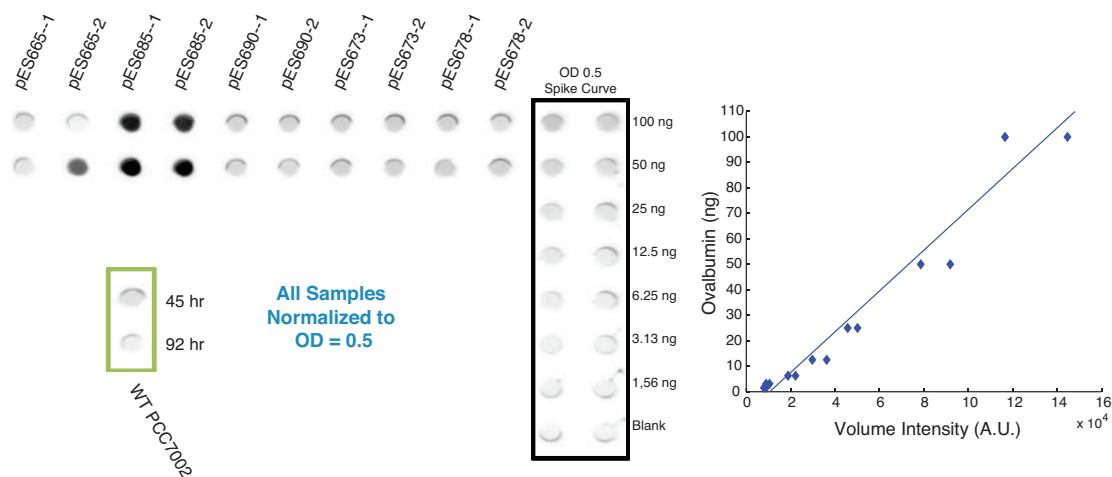 pES665--1
pES665-2
pES685--1
pES685-2
pES690--1
pES690-2
pES673--1
pES673-2
pES678--1
pES678-2
OD 0.5
Spike Curve
100 ng
50 ng
25 ng
12.5 ng
6.25 ng
3.13 ng
1,56 ng
Blank
45 hr
92 hr
WT PCC7002
All Samples
Normalized to
OD = 0.5
Ovalbumin (ng)
110
100
90
80
70
60
50
40
30
20
10
0
0 2 4 6 8 10 12 14 16
x 10^4
Volume Intensity (A.U.)